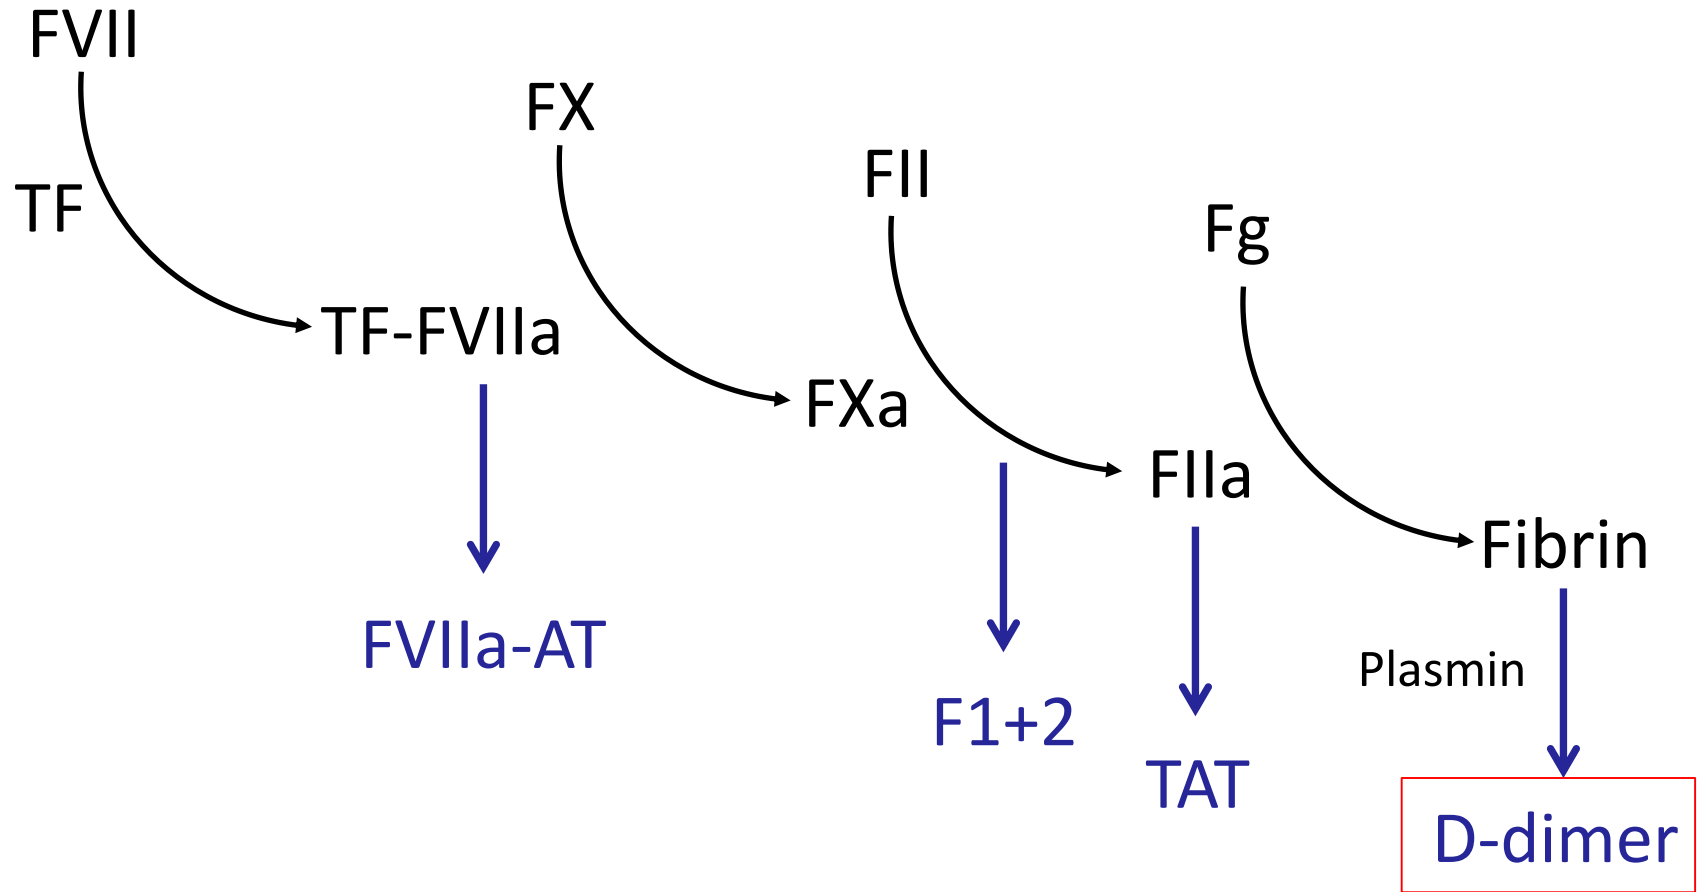 FVII
FX
FII
TF
Fg
TF-FVIIa
FXa
FIIa
Fibrin
FVIIa-AT
Plasmin
F1+2
TAT
D-dimer